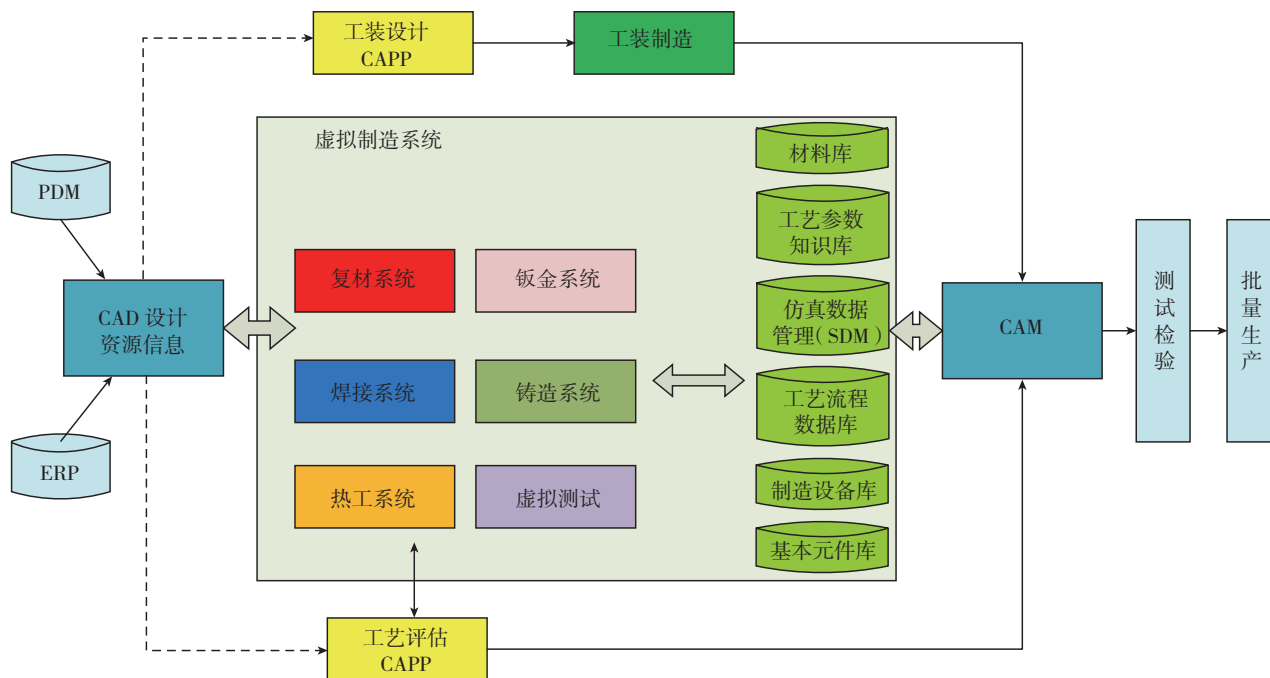 工装设计
CAPP
工装制造
虚拟制造系统
材料库
PDM
工艺参数
知识库
复材系统
钣金系统
CAD 设计
资源信息
仿真数据
管理(SDM)
CAM
测试检验
批量生产
焊接系统
铸造系统
工艺流程
数据库
ERP
热工系统
虚拟测试
制造设备库
基本元件库
工艺评估
CAPP